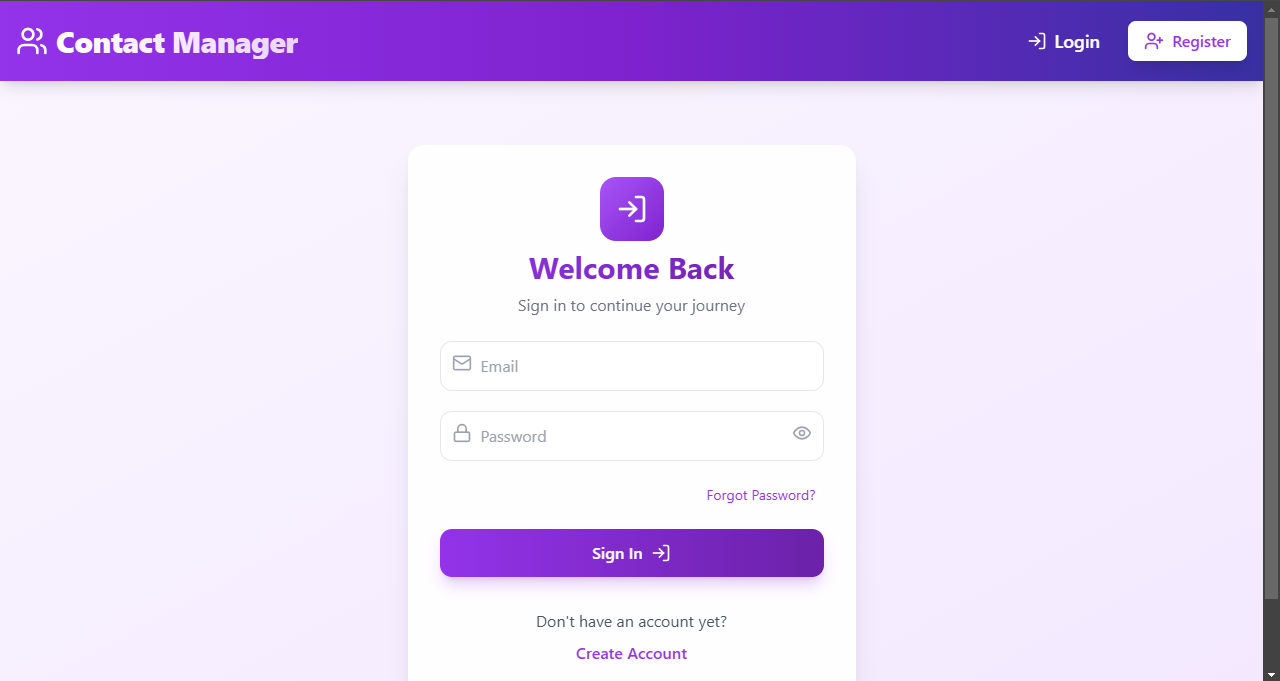 Contact Manager
Login
Register
Welcome Back
Sign in to continue your journey
Email
Password
Forgot Password?
Sign In
Don't have an account yet?
Create Account